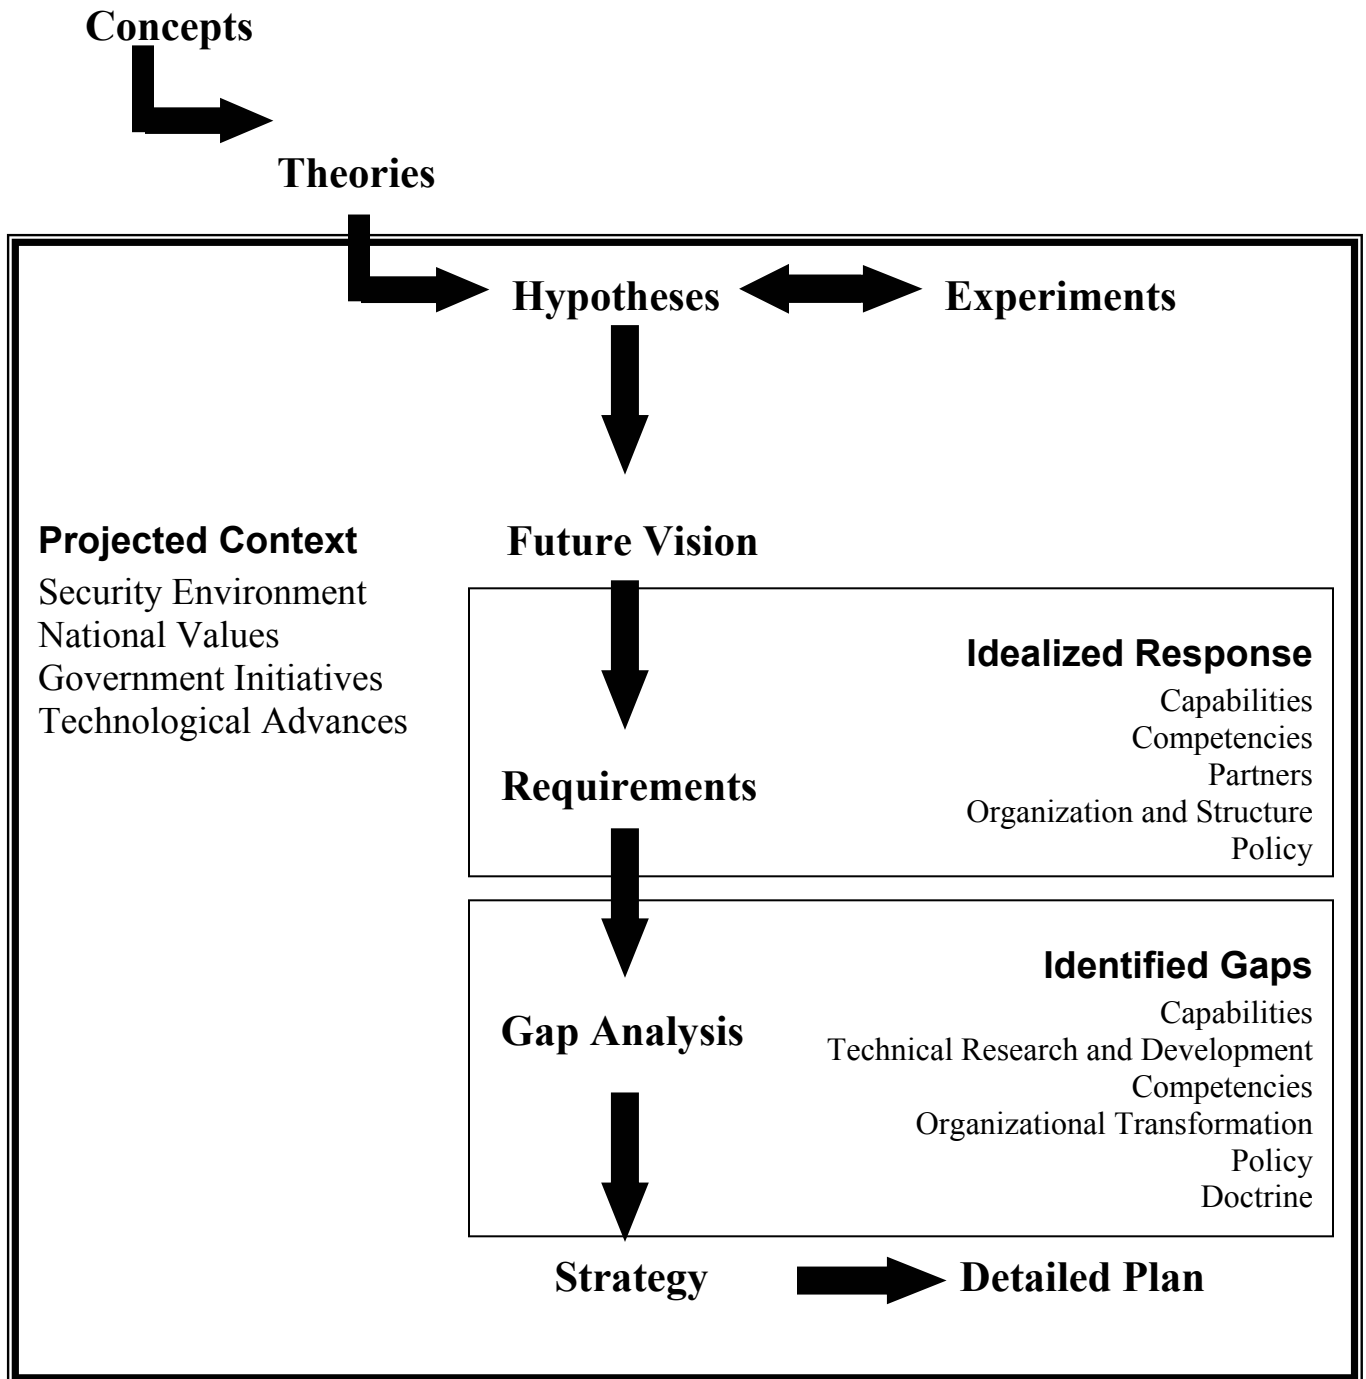 Concepts
Theories
Hypotheses
Experiments
Projected Context
Security Environment
National Values
Government Initiatives
Technological Advances
Future Vision
Idealized Response
Capabilities
Competencies
Partners
Organization and Structure
Policy
Requirements
Identified Gaps
Capabilities
Technical Research and Development
Competencies
Organizational Transformation
Policy
Doctrine
Gap Analysis
Strategy
Detailed Plan